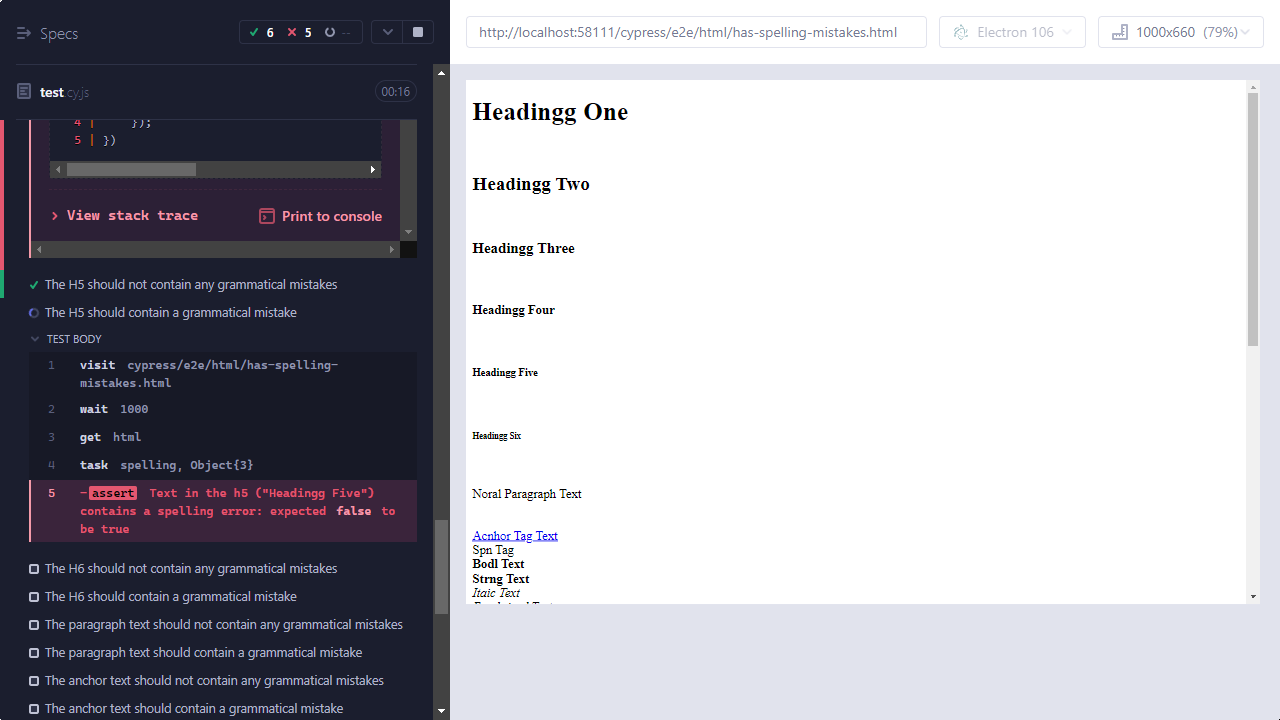 Specs
6 5 --
test.cy.js
00:16
4 | });
5 | })
View stack trace
Print to console
The H5 should not contain any grammatical mistakes
The H5 should contain a grammatical mistake
TEST BODY
1 visit cypress/e2e/html/has-spelling-
mistakes.html
2 wait 1000
3 get html
4 task spelling, Object{3}
5 -assert Text in the h5 ("Headingg Five")
contains a spelling error: expected false to
be true
The H6 should not contain any grammatical mistakes
The H6 should contain a grammatical mistake
The paragraph text should not contain any grammatical mistakes
The paragraph text should contain a grammatical mistake
The anchor text should not contain any grammatical mistakes
The anchor text should contain a grammatical mistake
http://localhost:58111/cypress/e2e/html/has-spelling-mistakes.html
Electron 106
1000x660 (79%)
Headingg One
Headingg Two
Headingg Three
Headingg Four
Headingg Five
Headingg Six
Noral Paragraph Text
Acnhor Tag Text
Spn Tag
Bodl Text
Strng Text
Itaic Text